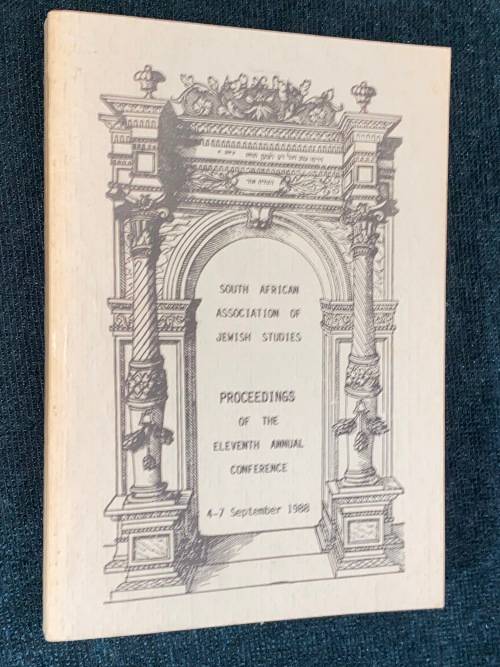 SOUTH AFRICAN
ASSOCIATION OF
JEWISH STUDIES
PROCEEDINGS
OF THE
ELEVENTH ANNUAL
CONFERENCE
4-7 September 1988